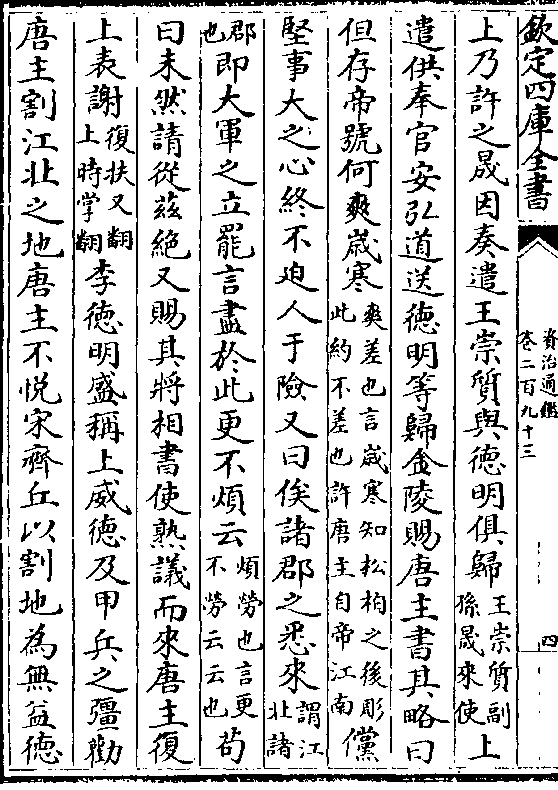 欽定四庫全書
資治通鑑
卷二百九十三
四
上乃許之晟因奏遣王崇質與德明俱歸王崇質副孫晟來使上
遣供奉官安弘道送德明等歸金陵賜唐主書其略曰
但存帝號何爽歲寒爽差也言歲寒知松柏之後彫此約不差也許唐主自帝江南儻
堅事大之心終不迫人于險又曰俟諸郡之悉來謂江北諸
郡也即大軍之立罷言盡於此更不煩云煩勞也言更不勞云云也苟
曰未然請從茲絶又賜其將相書使熟議而來唐主復
上表謝復扶又翻上時掌翻李德明盛稱上威德及甲兵之彊勸
唐主割江北之地唐主不悦宋齊丘以割地為無益德